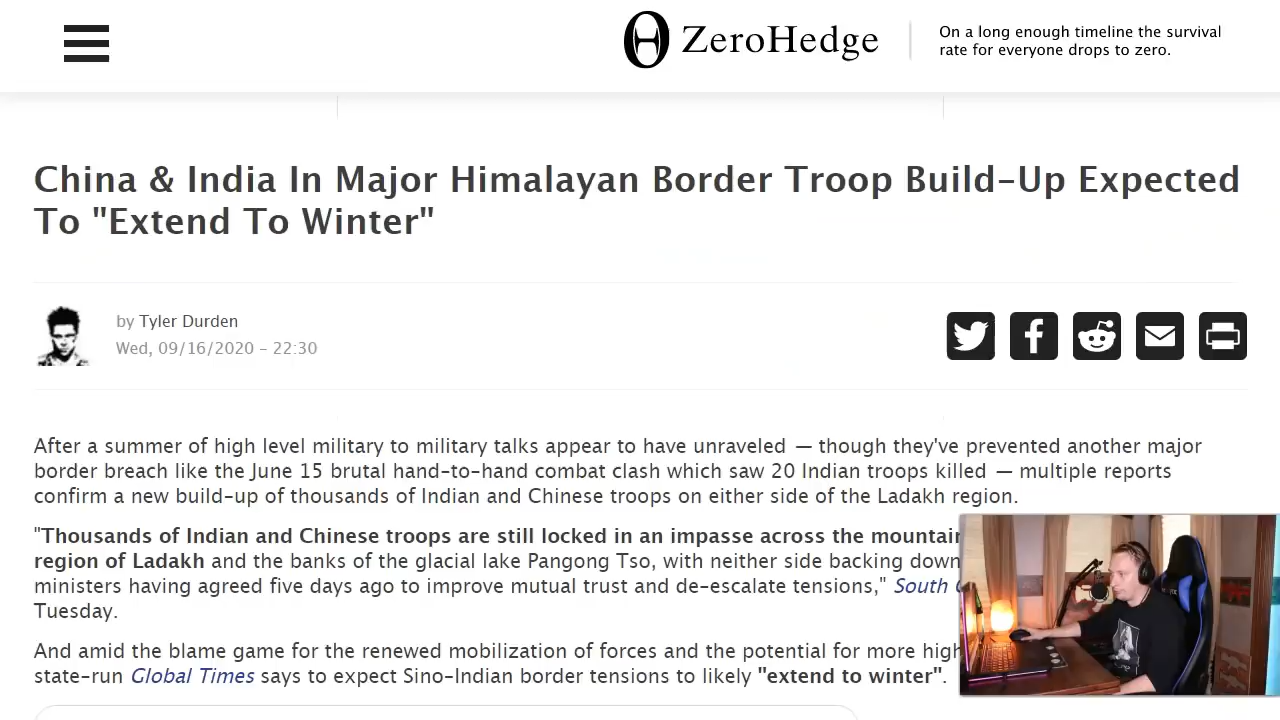 ZeroHedge
On a long enough timeline the survival
rate for everyone drops to zero.
China & India In Major Himalayan Border Troop Build-Up Expected
To "Extend To Winter"
by Tyler Durden
Wed, 09/16/2020 - 22:30
After a summer of high level military to military talks appear to have unraveled — though they've prevented another major
border breach like the June 15 brutal hand-to-hand combat clash which saw 20 Indian troops killed — multiple reports
confirm a new build-up of thousands of Indian and Chinese troops on either side of the Ladakh region.
"Thousands of Indian and Chinese troops are still locked in an impasse across the mountain
region of Ladakh and the banks of the glacial lake Pangong Tso, with neither side backing down
ministers having agreed five days ago to improve mutual trust and de-escalate tensions," South
Tuesday.
And amid the blame game for the renewed mobilization of forces and the potential for more high
state-run Global Times says to expect Sino-Indian border tensions to likely "extend to winter".